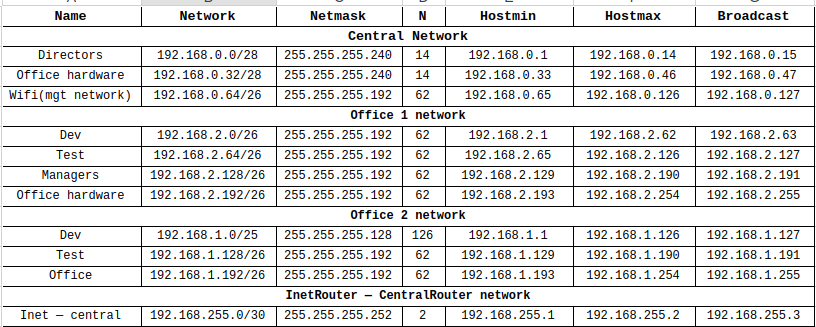 Name Network Netmask N Hostmin Hostmax Broadcast
Central Network
Directors 192.168.0.0/28 255.255.255.240 14 192.168.0.1 192.168.0.14 192.168.0.15
Office hardware 192.168.0.32/28 255.255.255.240 14 192.168.0.33 192.168.0.46 192.168.0.47
Wifi(mgt network) 192.168.0.64/26 255.255.255.192 62 192.168.0.65 192.168.0.126 192.168.0.127
Office 1 network
Dev 192.168.2.0/26 255.255.255.192 62 192.168.2.1 192.168.2.62 192.168.2.63
Test 192.168.2.64/26 255.255.255.192 62 192.168.2.65 192.168.2.126 192.168.2.127
Managers 192.168.2.128/26 255.255.255.192 62 192.168.2.129 192.168.2.190 192.168.2.191
Office hardware 192.168.2.192/26 255.255.255.192 62 192.168.2.193 192.168.2.254 192.168.2.255
Office 2 network
Dev 192.168.1.0/25 255.255.255.128 126 192.168.1.1 192.168.1.126 192.168.1.127
Test 192.168.1.128/26 255.255.255.192 62 192.168.1.129 192.168.1.190 192.168.1.191
Office 192.168.1.192/26 255.255.255.192 62 192.168.1.193 192.168.1.254 192.168.1.255
InetRouter — CentralRouter network
Inet — central 192.168.255.0/30 255.255.255.252 2 192.168.255.1 192.168.255.2 192.168.255.3